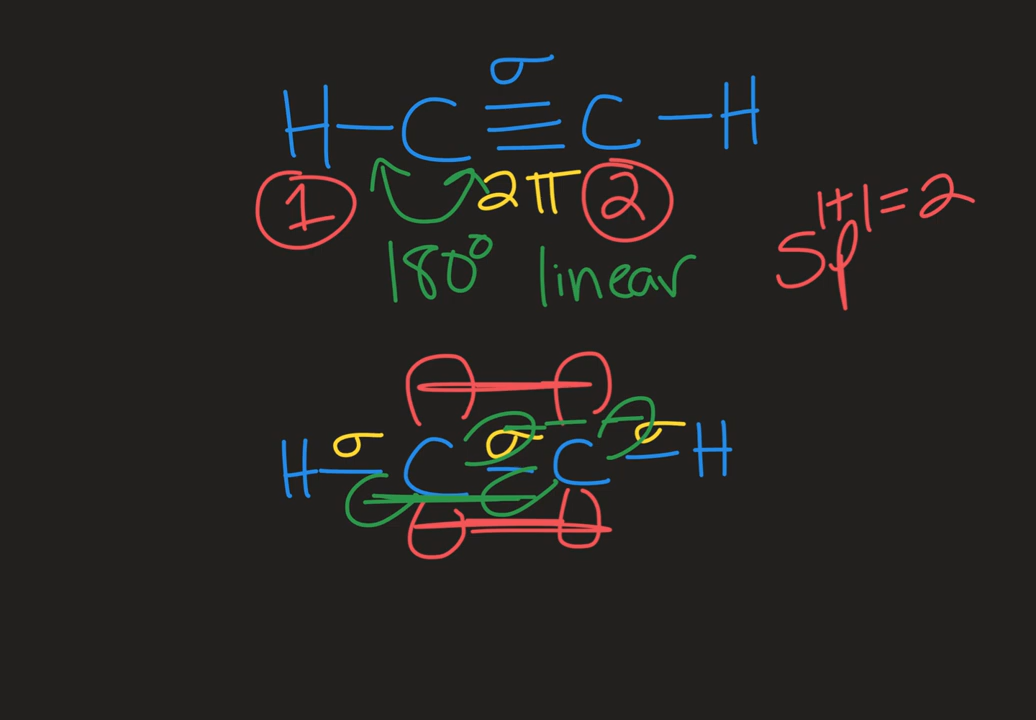 σ
H-C≡C-H
1 2π 2
1+1=2
sp
180° linear
σ σ σ
H-C-C-H